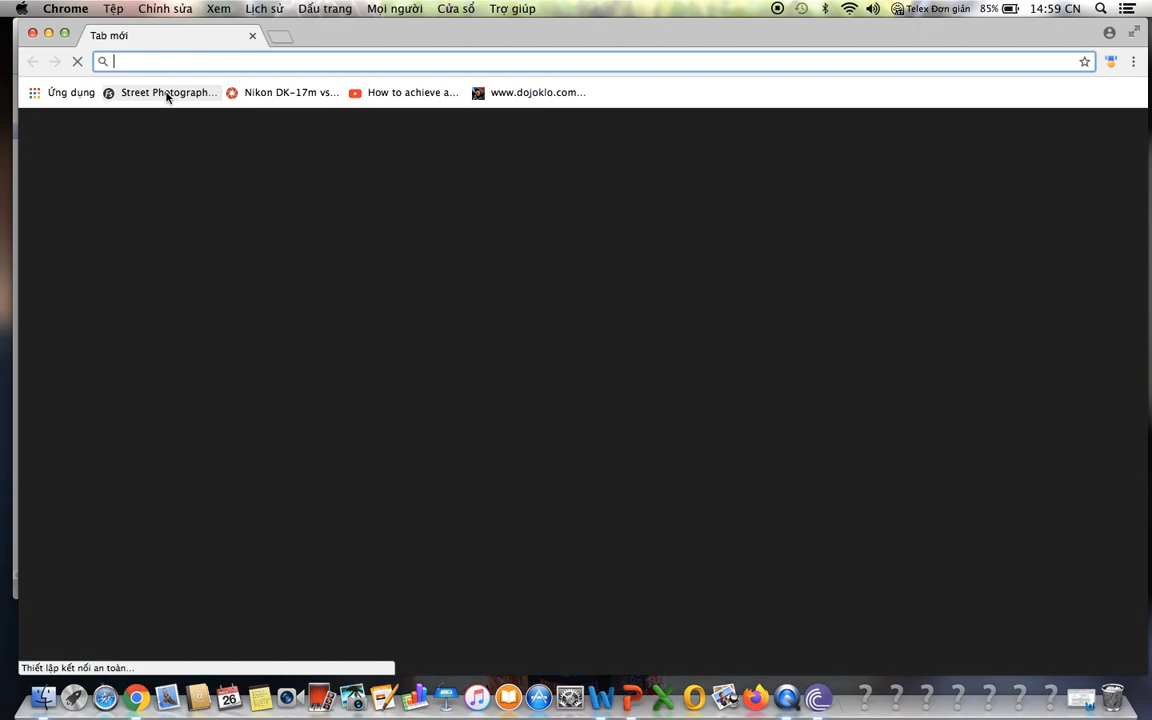 Chrome Tệp Chỉnh sửa Xem Lịch sử Dấu trang Mọi người Cửa sổ Trợ giúp Telex Đơn giản 85% 14:59 CN
Tab mới
Ứng dụng Street Photograph... Nikon DK-17m vs... How to achieve a... www.dojoklo.com...
Thiết lập kết nối an toàn...
26